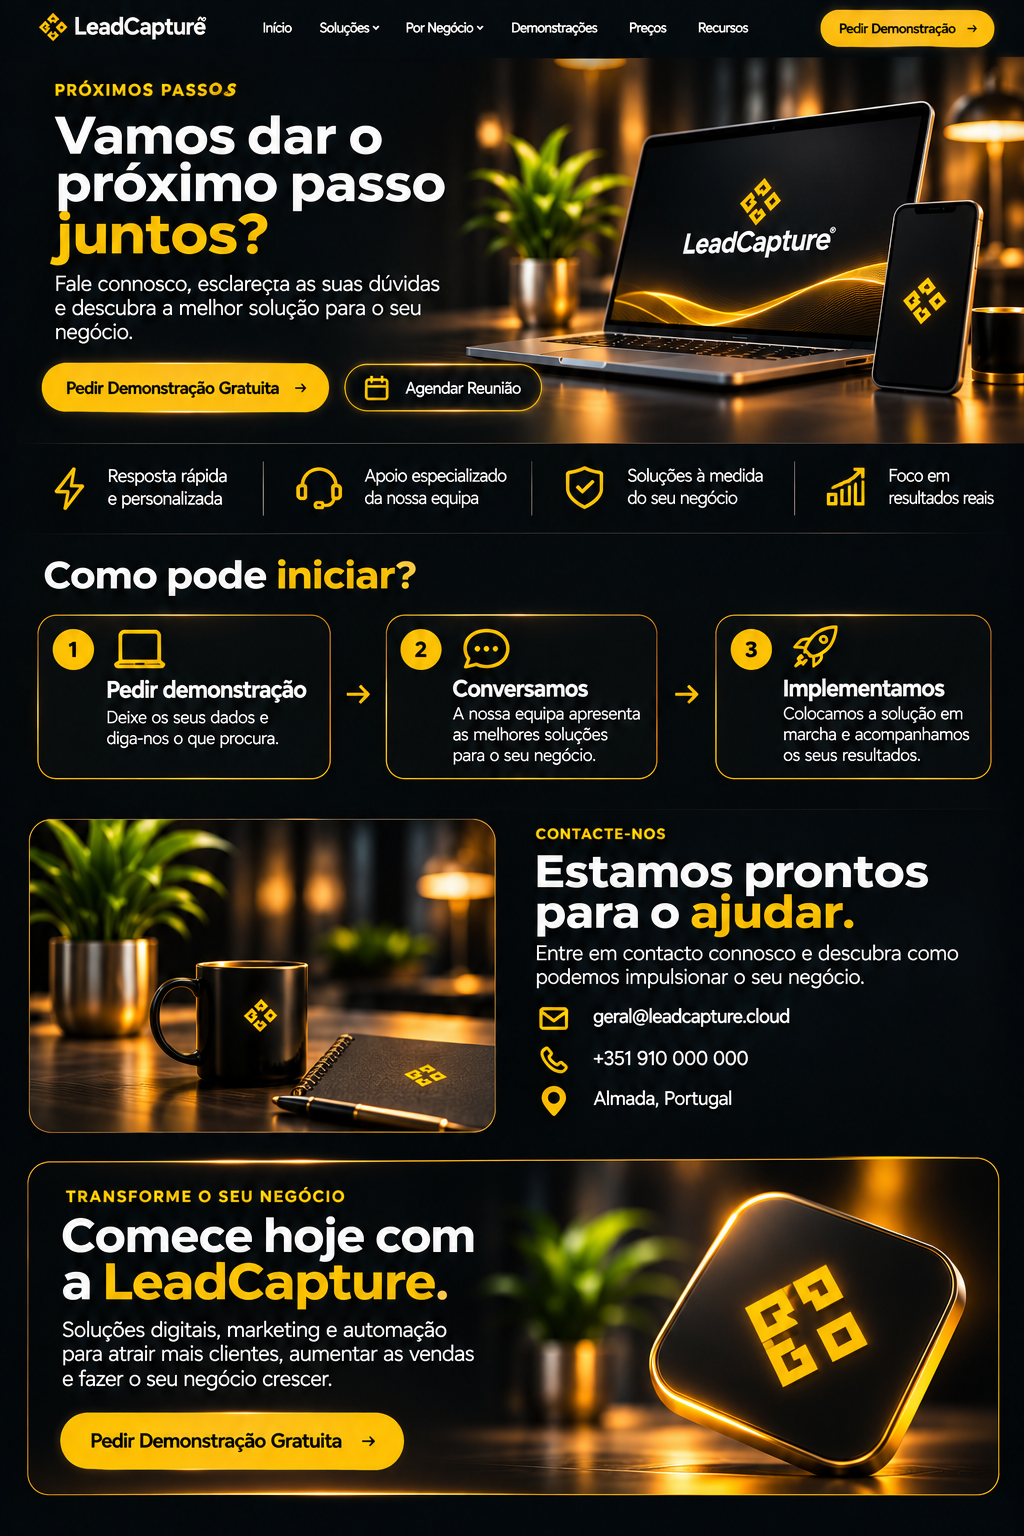 LeadCapture®
Início
Soluções
Por Negócio
Demonstrações
Preços
Recursos
Pedir Demonstração →
PRÓXIMOS PASSOS
Vamos dar o
próximo passo
juntos?
Fale connosco, esclareçta as suas dúvidas
e descubra a melhor solução para o seu
negócio.
Pedir Demonstração Gratuita →
Agendar Reunião
LeadCapture®
Resposta rápida
e personalizada
Apoio especializado
da nossa equipa
Soluções à medida
do seu negócio
Foco em
resultados reais
Como pode iniciar?
1
Pedir demonstração
Deixe os seus dados e
diga-nos o que procura.
2
Conversamos
A nossa equipa apresenta
as melhores soluções
para o seu negócio.
3
Implementamos
Colocamos a solução em
marcha e acompanhamos
os seus resultados.
CONTACTE-NOS
Estamos prontos
para o ajudar.
Entre em contacto connosco e descubra como
podemos impulsionar o seu negócio.
geral@leadcapture.cloud
+351 910 000 000
Almada, Portugal
TRANSFORME O SEU NEGÓCIO
Comece hoje com
a LeadCapture.
Soluções digitais, marketing e automação
para atrair mais clientes, aumentar as vendas
e fazer o seu negócio crescer.
Pedir Demonstração Gratuita →